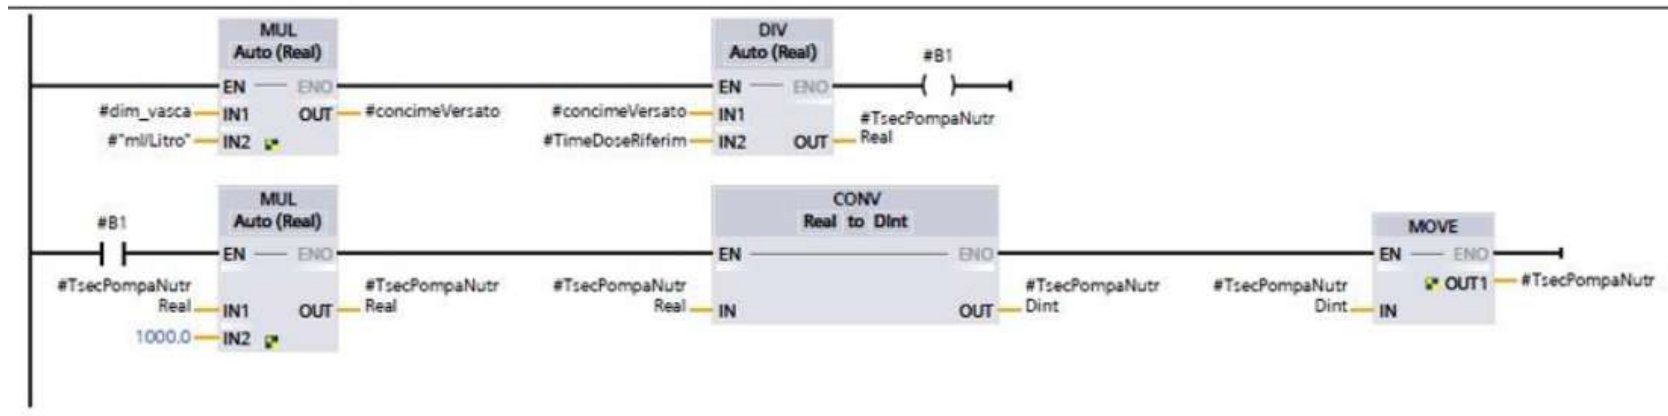 MUL
Auto (Real)
EN ENO
#dim_vasca IN1 OUT #concimeVersato
#"ml/Litro" IN2
DIV
Auto (Real)
#B1
EN ENO
#concimeVersato IN1
#TimeDoseRiferim IN2 OUT
#TsecPompaNutr
Real
#B1
MUL
Auto (Real)
EN ENO
#TsecPompaNutr
Real IN1 OUT
#TsecPompaNutr
Real
1000.0 IN2
CONV
Real to DInt
EN ENO
#TsecPompaNutr
Real IN OUT
#TsecPompaNutr
Dint
MOVE
EN ENO
#TsecPompaNutr
Dint IN
OUT1 #TsecPompaNutr